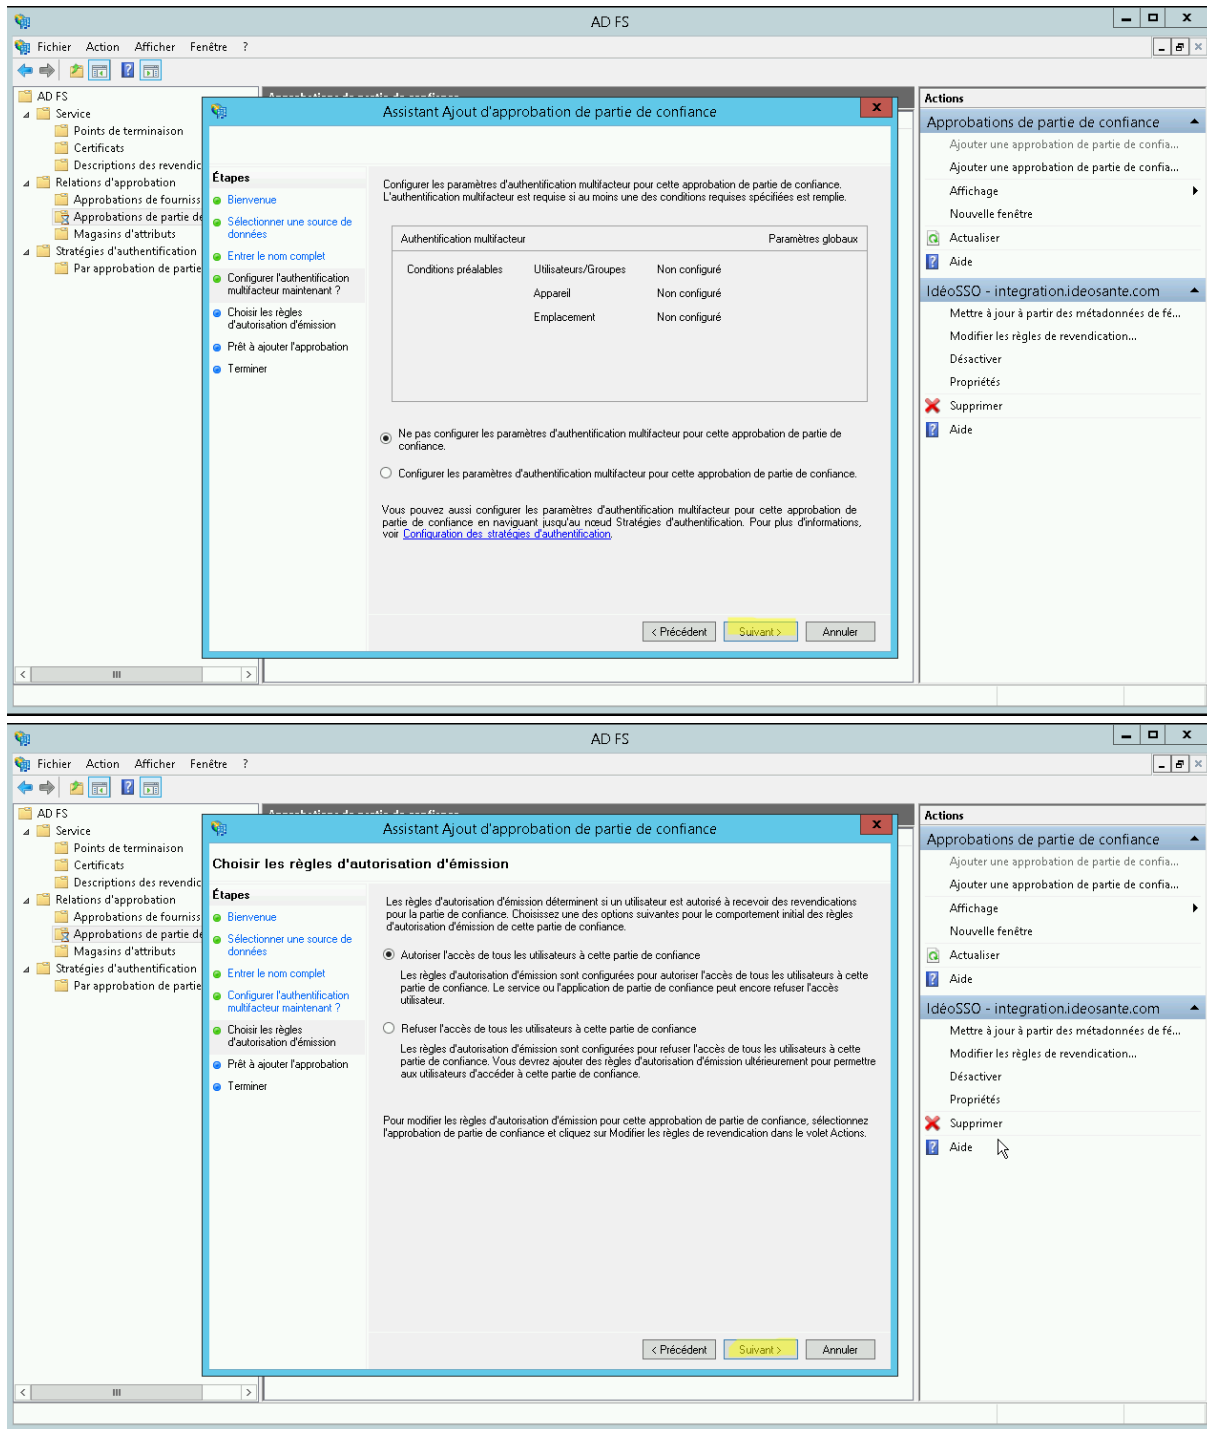 AD FS
Fichier Action Afficher Fenêtre ?
AD FS
Service
Points de terminaison
Certificats
Descriptions des revendic
Relations d'approbation
Approbations de fourniss
Approbations de partie de
Magasins d'attributs
Stratégies d'authentification
Par approbation de partie
Assistant Ajout d'approbation de partie de confiance
Étapes
Bienvenue
Sélectionner une source de
données
Entrer le nom complet
Configurer l'authentification
multifacteur maintenant ?
Choisir les règles
d'autorisation d'émission
Prêt à ajouter l'approbation
Terminer
Configurer les paramètres d'authentification multifacteur pour cette approbation de partie de confiance.
L'authentification multifacteur est requise si au moins une des conditions requises spécifiées est remplie.
Authentification multifacteur Paramètres globaux
Conditions préalables Utilisateurs/Groupes Non configuré
Appareil Non configuré
Emplacement Non configuré
Ne pas configurer les paramètres d'authentification multifacteur pour cette approbation de partie de
confiance.
Configurer les paramètres d'authentification multifacteur pour cette approbation de partie de confiance.
Vous pouvez aussi configurer les paramètres d'authentification multifacteur pour cette approbation de
partie de confiance en naviguant jusqu'au nœud Stratégies d'authentification. Pour plus d'informations,
voir Configuration des stratégies d'authentification.
< Précédent Suivant > Annuler
Actions
Approbations de partie de confiance
Ajouter une approbation de partie de confia...
Ajouter une approbation de partie de confia...
Affichage
Nouvelle fenêtre
Actualiser
Aide
IdéoSSO - integration.ideosante.com
Mettre à jour à partir des métadonnées de fé...
Modifier les règles de revendication...
Désactiver
Propriétés
Supprimer
Aide
AD FS
Fichier Action Afficher Fenêtre ?
AD FS
Service
Points de terminaison
Certificats
Descriptions des revendic
Relations d'approbation
Approbations de fourniss
Approbations de partie de
Magasins d'attributs
Stratégies d'authentification
Par approbation de partie
Assistant Ajout d'approbation de partie de confiance
Choisir les règles d'autorisation d'émission
Étapes
Bienvenue
Sélectionner une source de
données
Entrer le nom complet
Configurer l'authentification
multifacteur maintenant ?
Choisir les règles
d'autorisation d'émission
Prêt à ajouter l'approbation
Terminer
Les règles d'autorisation d'émission déterminent si un utilisateur est autorisé à recevoir des revendications
pour la partie de confiance. Choisissez une des options suivantes pour le comportement initial des règles
d'autorisation d'émission de cette partie de confiance.
Autoriser l'accès de tous les utilisateurs à cette partie de confiance
Les règles d'autorisation d'émission sont configurées pour autoriser l'accès de tous les utilisateurs à cette
partie de confiance. Le service ou l'application de partie de confiance peut encore refuser l'accès
utilisateur.
Refuser l'accès de tous les utilisateurs à cette partie de confiance
Les règles d'autorisation d'émission sont configurées pour refuser l'accès de tous les utilisateurs à cette
partie de confiance. Vous devrez ajouter des règles d'autorisation d'émission ultérieurement pour permettre
aux utilisateurs d'accéder à cette partie de confiance.
Pour modifier les règles d'autorisation d'émission pour cette approbation de partie de confiance, sélectionnez
l'approbation de partie de confiance et cliquez sur Modifier les règles de revendication dans le volet Actions.
< Précédent Suivant > Annuler
Actions
Approbations de partie de confiance
Ajouter une approbation de partie de confia...
Ajouter une approbation de partie de confia...
Affichage
Nouvelle fenêtre
Actualiser
Aide
IdéoSSO - integration.ideosante.com
Mettre à jour à partir des métadonnées de fé...
Modifier les règles de revendication...
Désactiver
Propriétés
Supprimer
Aide